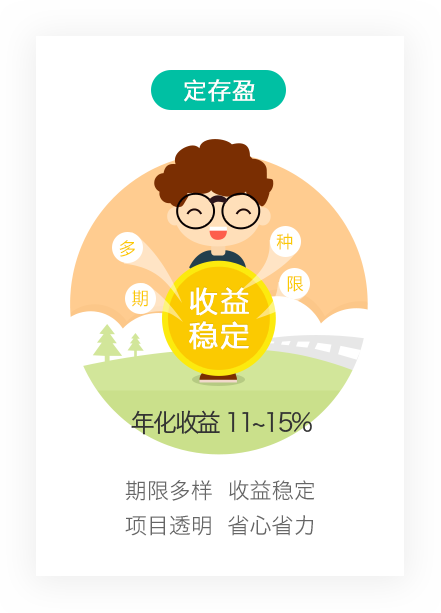 定存盈
多
种
期
限
收益
稳定
年化收益 11~15%
期限多样 收益稳定
项目透明 省心省力